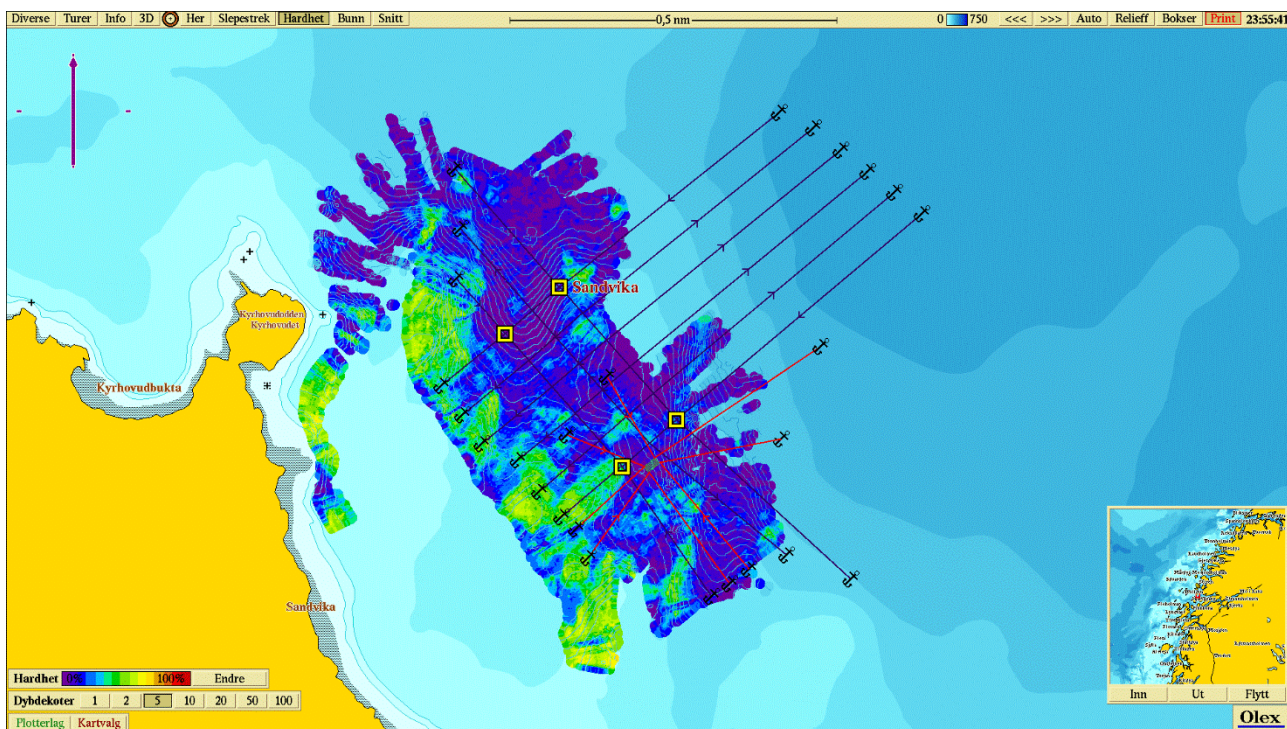 Diverse Turer Info 3D Her Slepestrek Hardhet Bunn Snitt 0,5 nm 0 750 <<< >>> Auto Relieff Bokser Print 23:55:41
Sandvika
Kyrhovudodden
Kyrhovudet
Kyrhovudbukta
Sandvika
Hardhet 0% 100% Endre
Dybdekoter 1 2 5 10 20 50 100
Plotterlag Kartvalg
Inn Ut Flytt
Olex